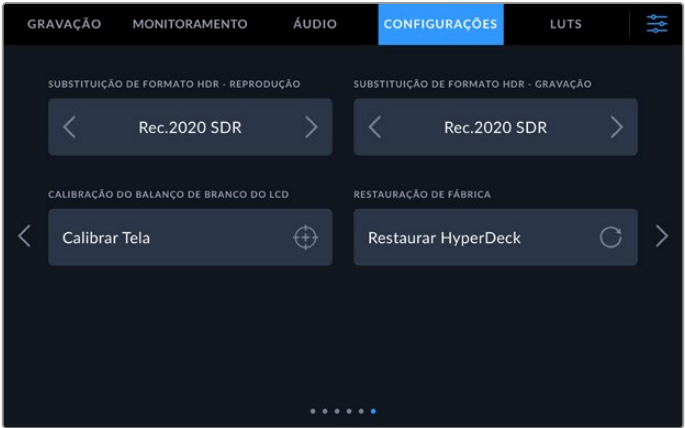 GRAVAÇÃO MONITORAMENTO ÁUDIO CONFIGURAÇÕES LUTS
SUBSTITUIÇÃO DE FORMATO HDR - REPRODUÇÃO SUBSTITUIÇÃO DE FORMATO HDR - GRAVAÇÃO
Rec.2020 SDR Rec.2020 SDR
CALIBRAÇÃO DO BALANÇO DE BRANCO DO LCD RESTAURAÇÃO DE FÁBRICA
Calibrar Tela Restaurar HyperDeck